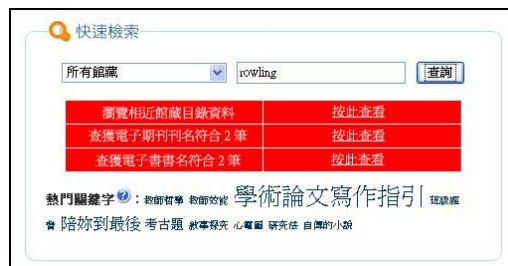 快速檢索
所有館藏 rowling 查詢
瀏覽相近館藏目錄資料 按此查看
查獲電子期刊刊名符合 2 筆 按此查看
查獲電子書書名符合 2 筆 按此查看
熱門關鍵字?：教師哲學 教師效能 學術論文寫作指引 班級經
營 陪妳到最後 考古題 敘事探究 心電圖 研究法 自傳的小說